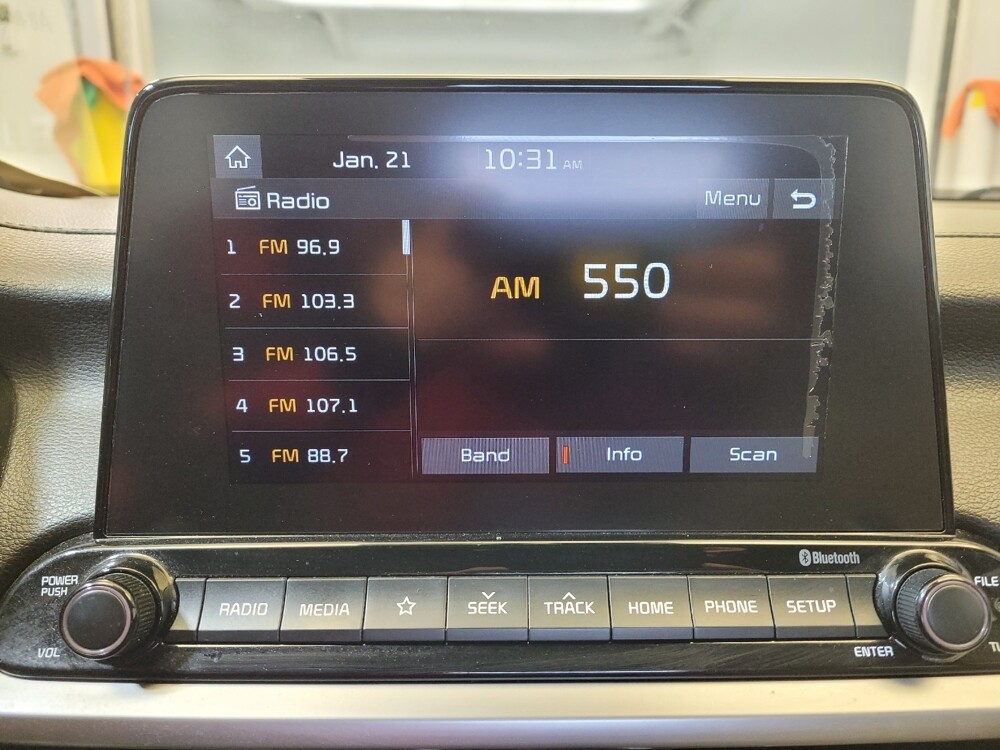 Jan. 21 10:31 AM
Radio Menu
1 FM 96.9
2 FM 103.3
3 FM 106.5
4 FM 107.1
5 FM 88.7
AM 550
Band Info Scan
Bluetooth
POWER
PUSH
VOL
RADIO MEDIA SEEK TRACK HOME PHONE SETUP
FILE
ENTER